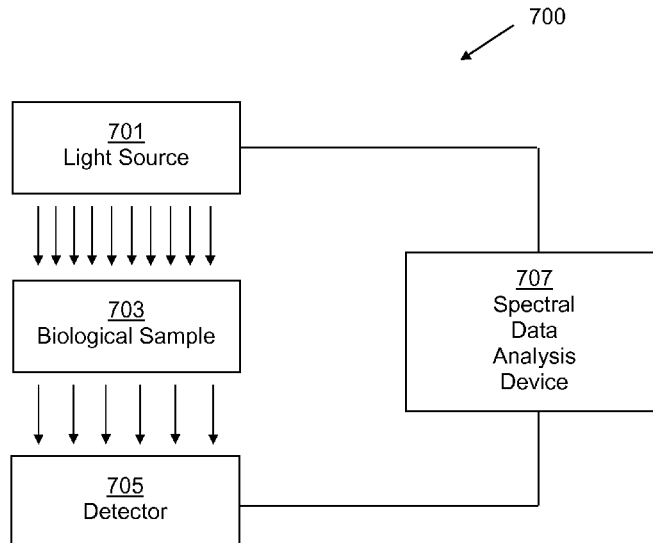 700
701
Light Source
703
Biological Sample
707
Spectral
Data
Analysis
Device
705
Detector